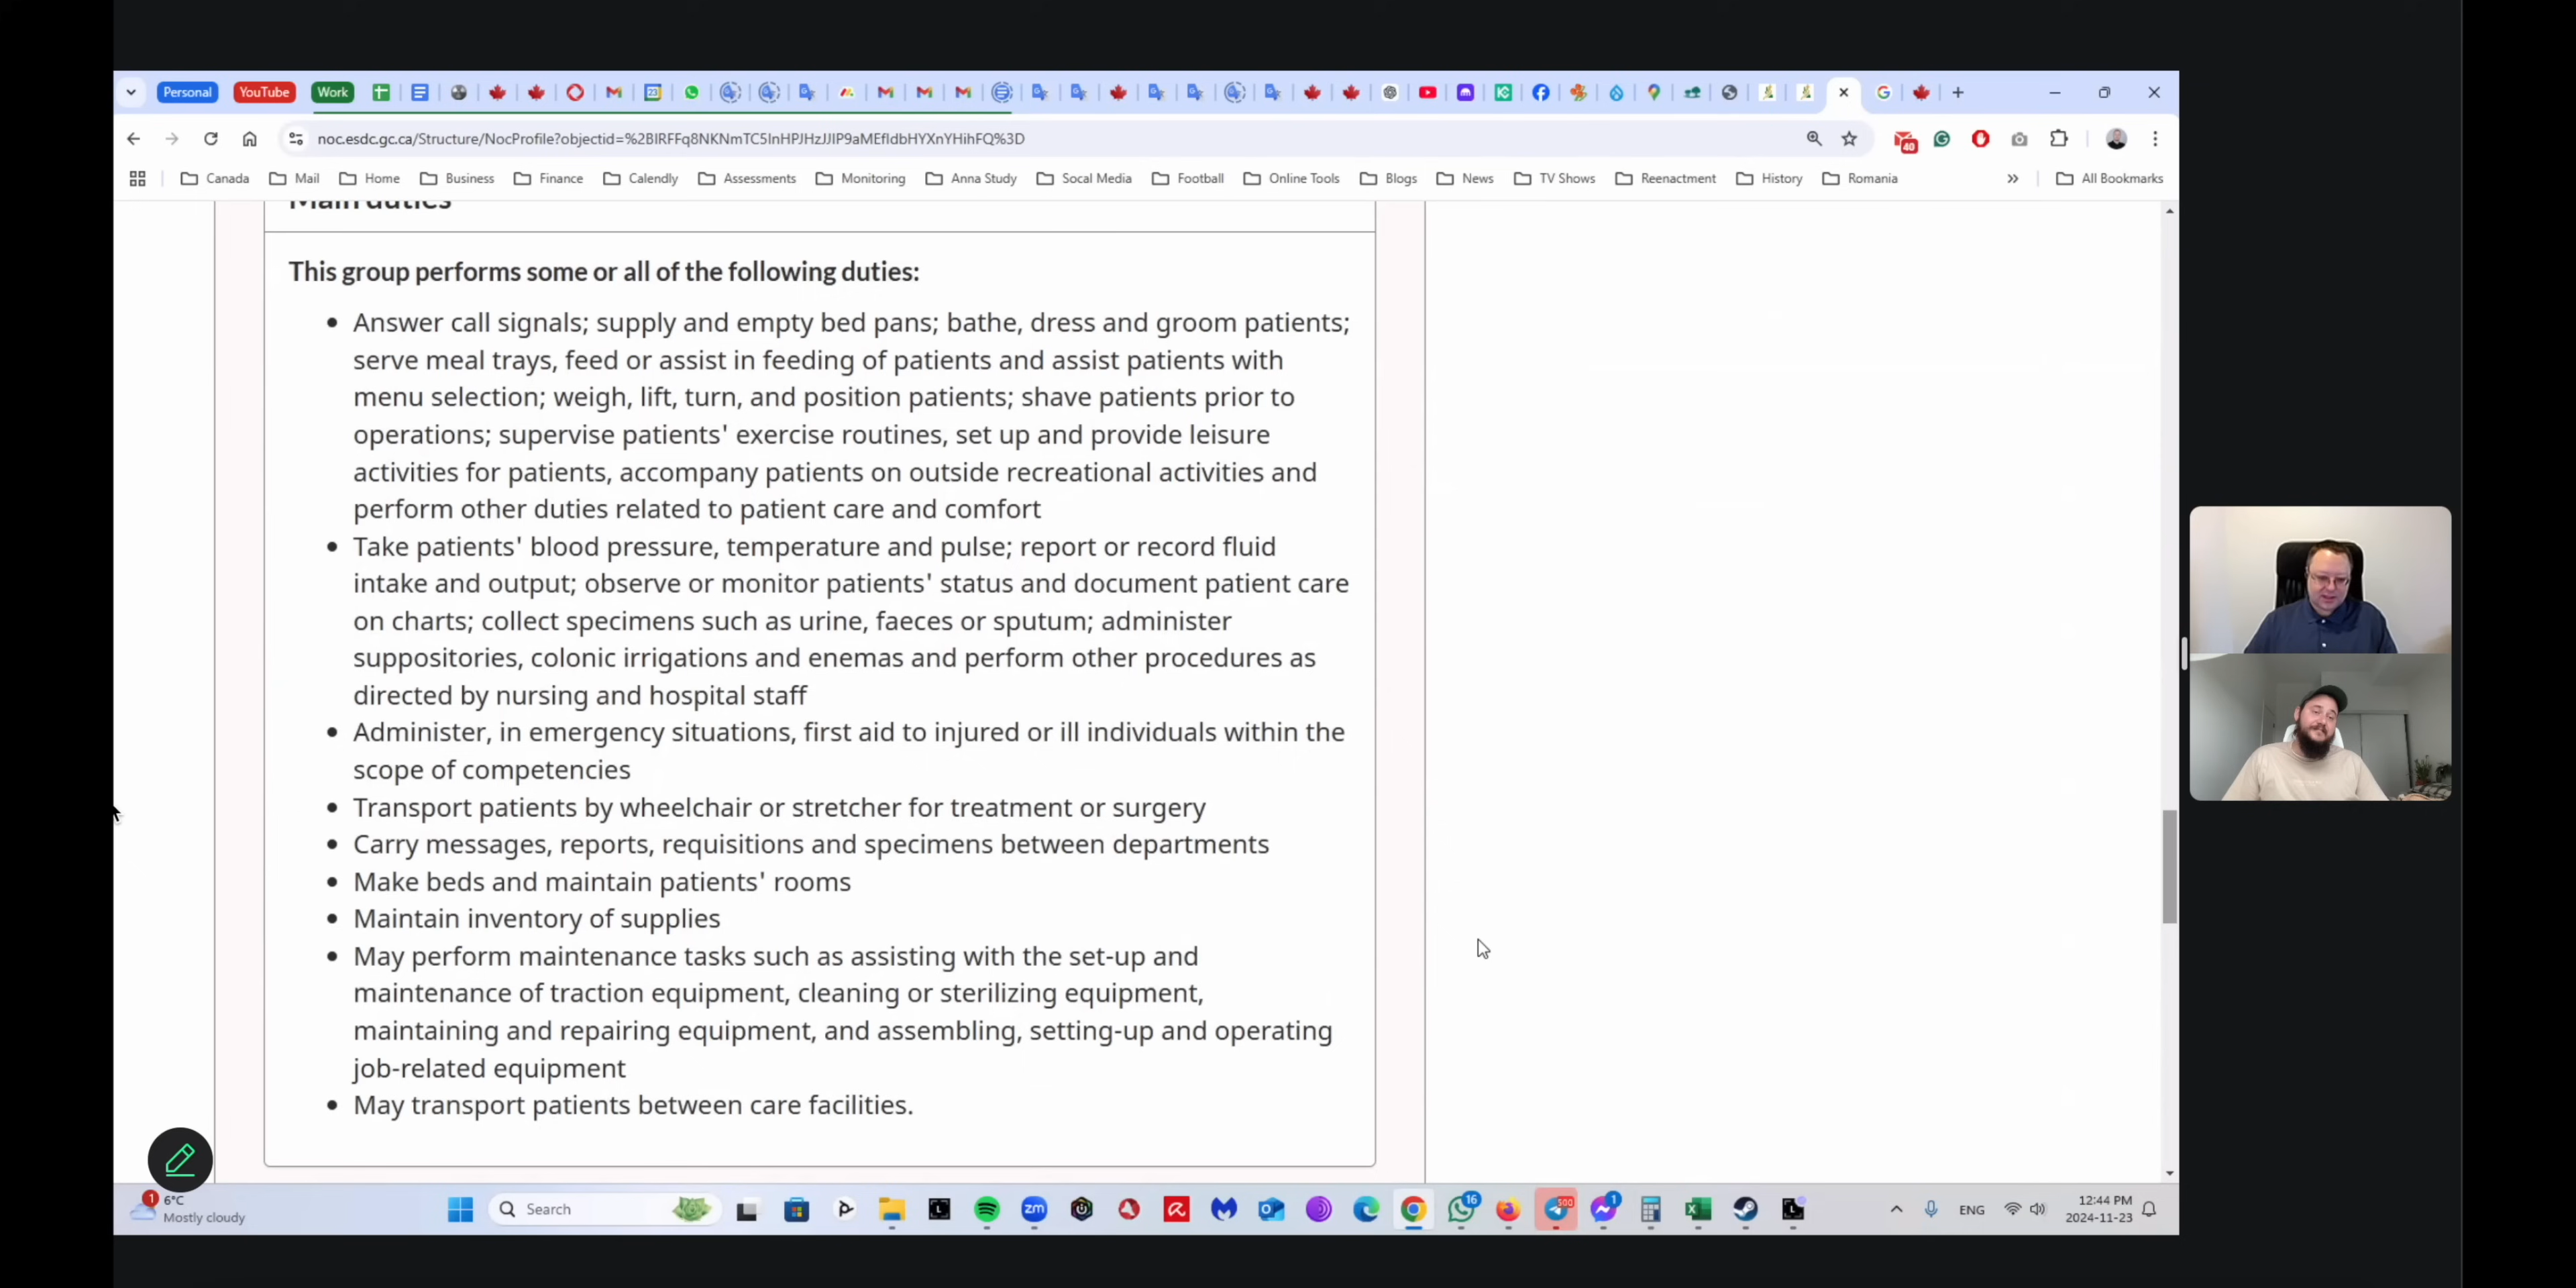 Personal YouTube Work
noc.esdc.gc.ca/Structure/NocProfile?objectid=%2BIRFFq8NKNmTC5InHPJHzJJIP9aMEfIdbHYXnYHihFQ%3D
40
Canada Mail Home Business Finance Calendly Assessments Monitoring Anna Study Socal Media Football Online Tools Blogs News TV Shows Reenactment History Romania » All Bookmarks
Main duties
This group performs some or all of the following duties:
• Answer call signals; supply and empty bed pans; bathe, dress and groom patients;
serve meal trays, feed or assist in feeding of patients and assist patients with
menu selection; weigh, lift, turn, and position patients; shave patients prior to
operations; supervise patients' exercise routines, set up and provide leisure
activities for patients, accompany patients on outside recreational activities and
perform other duties related to patient care and comfort
• Take patients' blood pressure, temperature and pulse; report or record fluid
intake and output; observe or monitor patients' status and document patient care
on charts; collect specimens such as urine, faeces or sputum; administer
suppositories, colonic irrigations and enemas and perform other procedures as
directed by nursing and hospital staff
• Administer, in emergency situations, first aid to injured or ill individuals within the
scope of competencies
• Transport patients by wheelchair or stretcher for treatment or surgery
• Carry messages, reports, requisitions and specimens between departments
• Make beds and maintain patients' rooms
• Maintain inventory of supplies
• May perform maintenance tasks such as assisting with the set-up and
maintenance of traction equipment, cleaning or sterilizing equipment,
maintaining and repairing equipment, and assembling, setting-up and operating
job-related equipment
• May transport patients between care facilities.
1 6°C
Mostly cloudy
Search
zm
16
500
1
ENG
12:44 PM
2024-11-23